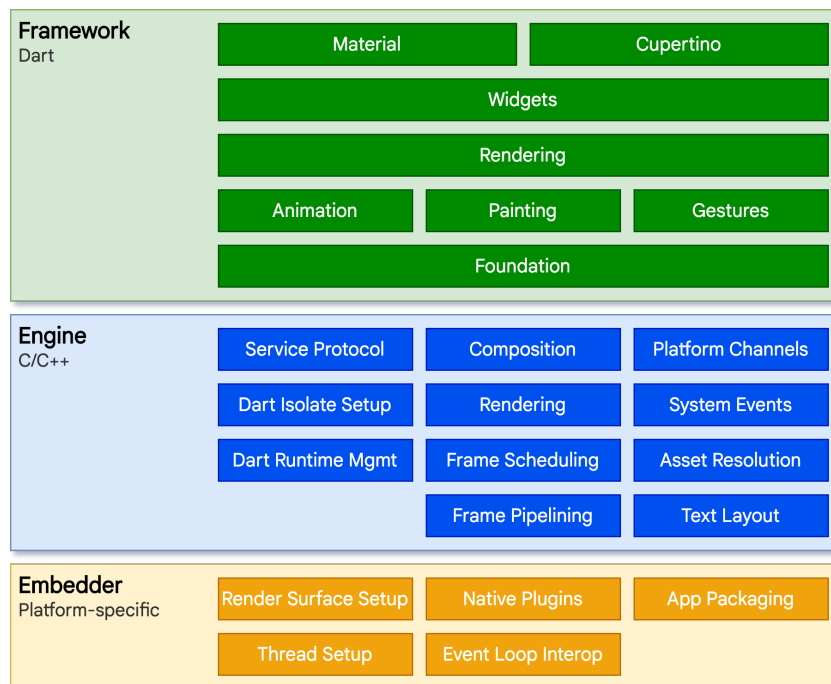 Framework
Dart
Material
Cupertino
Widgets
Rendering
Animation
Painting
Gestures
Foundation
Engine
C/C++
Service Protocol
Composition
Platform Channels
Dart Isolate Setup
Rendering
System Events
Dart Runtime Mgmt
Frame Scheduling
Asset Resolution
Frame Pipelining
Text Layout
Embedder
Platform-specific
Render Surface Setup
Native Plugins
App Packaging
Thread Setup
Event Loop Interop